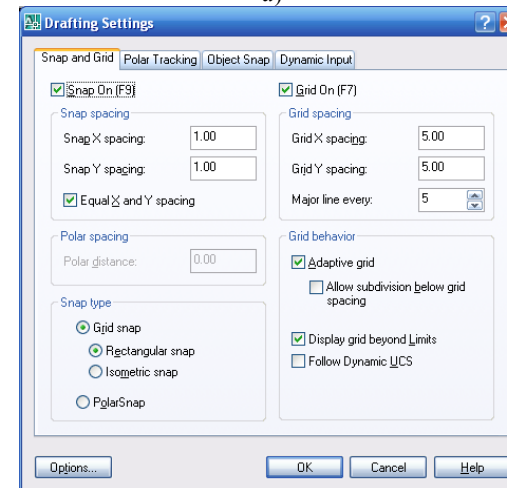 a)
Drafting Settings
Snap and Grid Polar Tracking Object Snap Dynamic Input
Snap On (F9) Grid On (F7)
Snap spacing Grid spacing
Snap X spacing: 1.00 Grid X spacing: 5.00
Snap Y spacing: 1.00 Grid Y spacing: 5.00
Equal X and Y spacing Major line every: 5
Polar spacing Grid behavior
Polar distance: 0.00 Adaptive grid
Allow subdivision below grid
spacing
Snap type
Grid snap
Rectangular snap Display grid beyond Limits
Isometric snap Follow Dynamic UCS
PolarSnap
Options... OK Cancel Help